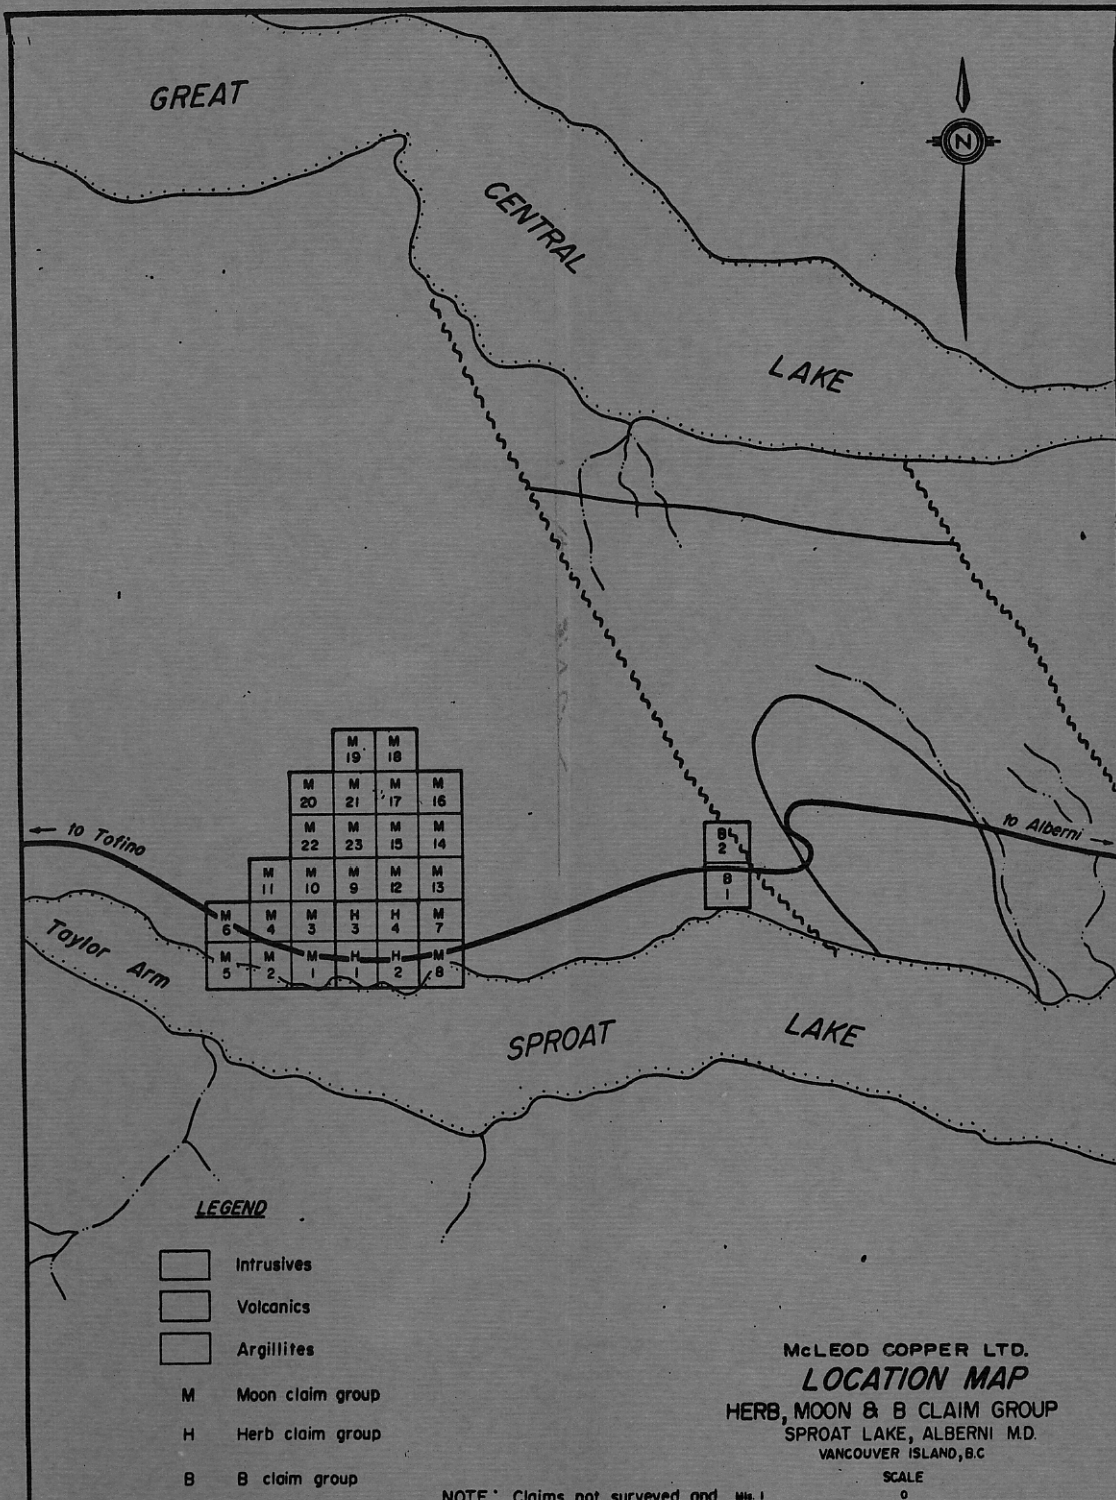 GREAT
N
CENTRAL
LAKE
M 19 M 18
M 20 M 21 M 17 M 16
M 22 M 23 M 15 M 14
M 11 M 10 M 9 M 12 M 13
M 6 M 4 M 3 H 3 H 4 M 7
M 5 M 2 M 1 H 1 H 2 M 8
B 2
B 1
to Tofino
to Alberni
Taylor Arm
SPROAT LAKE
LEGEND
Intrusives
Volcanics
Argillites
M Moon claim group
H Herb claim group
B B claim group
McLEOD COPPER LTD.
LOCATION MAP
HERB, MOON & B CLAIM GROUP
SPROAT LAKE, ALBERNI M.D.
VANCOUVER ISLAND, B.C
SCALE
0
NOTE: Claims not surveyed and